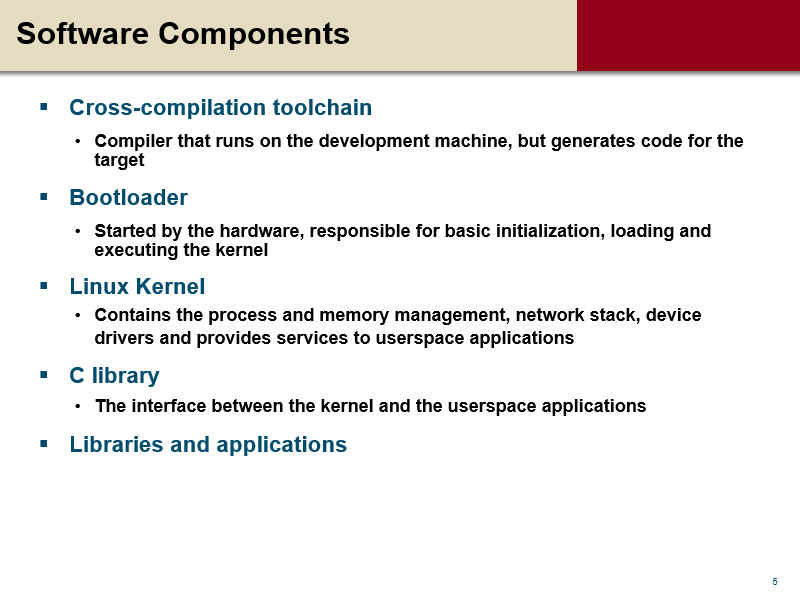 Software Components
▪ Cross-compilation toolchain
• Compiler that runs on the development machine, but generates code for the
target
▪ Bootloader
• Started by the hardware, responsible for basic initialization, loading and
executing the kernel
▪ Linux Kernel
• Contains the process and memory management, network stack, device
drivers and provides services to userspace applications
▪ C library
• The interface between the kernel and the userspace applications
▪ Libraries and applications
5